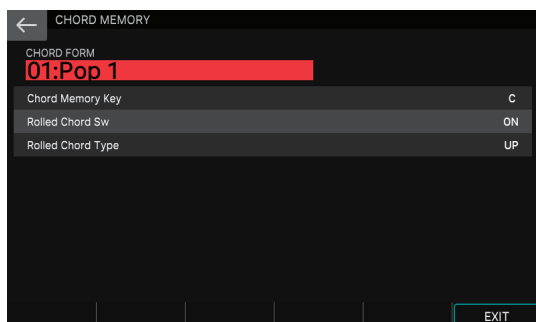 CHORD MEMORY
CHORD FORM
01:Pop 1
Chord Memory Key C
Rolled Chord Sw ON
Rolled Chord Type UP
EXIT